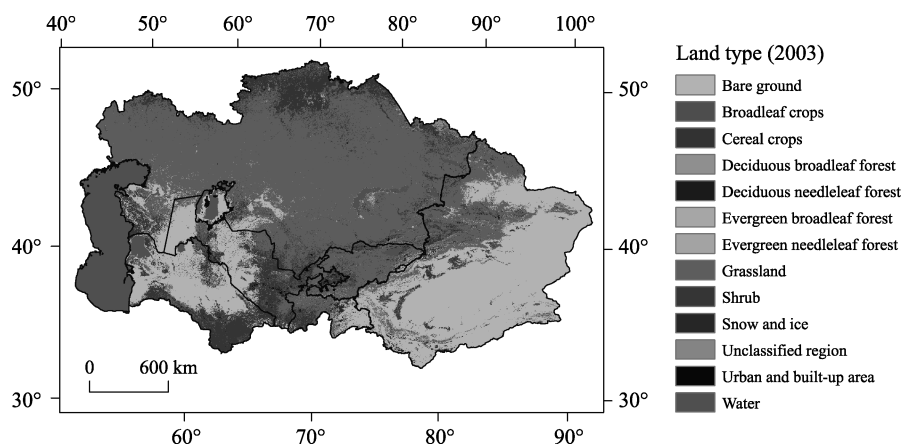 40° 50° 60° 70° 80° 90° 100°
Land type (2003)
50° 50°
Bare ground
Broadleaf crops
Cereal crops
Deciduous broadleaf forest
Deciduous needleleaf forest
Evergreen broadleaf forest
40° 40°
Evergreen needleleaf forest
Grassland
Shrub
Snow and ice
Unclassified region
0 600 km
Urban and built-up area
30° 30°
Water
60° 70° 80° 90°